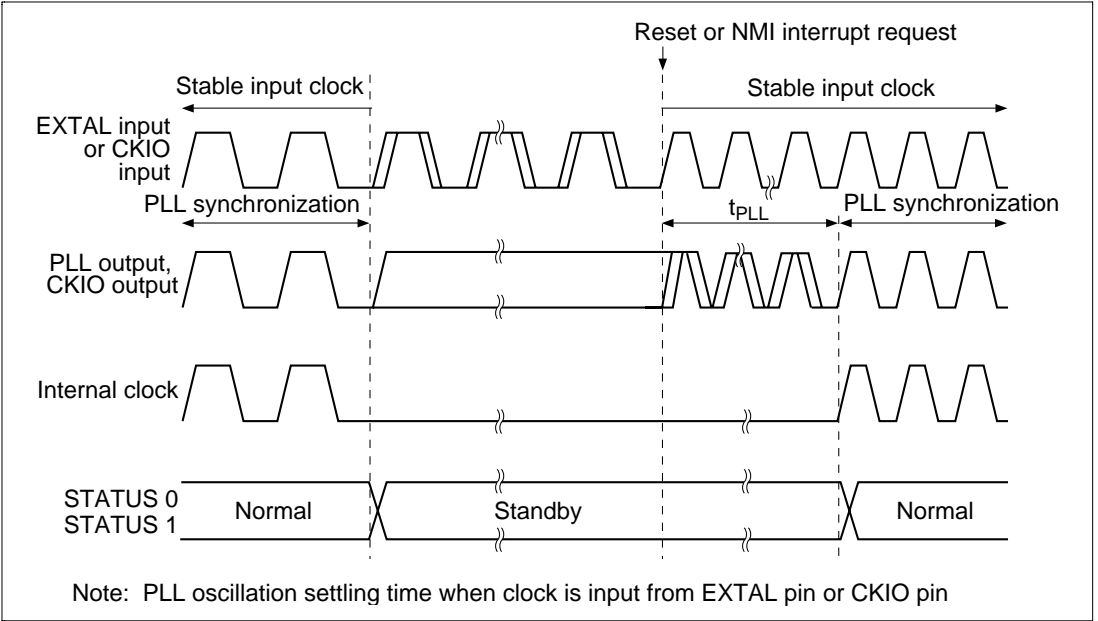 Reset or NMI interrupt request
Stable input clock
Stable input clock
EXTAL input
or CKIO
input
PLL synchronization
tPLL
PLL synchronization
PLL output,
CKIO output
Internal clock
STATUS 0
STATUS 1
Normal
Standby
Normal
Note: PLL oscillation settling time when clock is input from EXTAL pin or CKIO pin